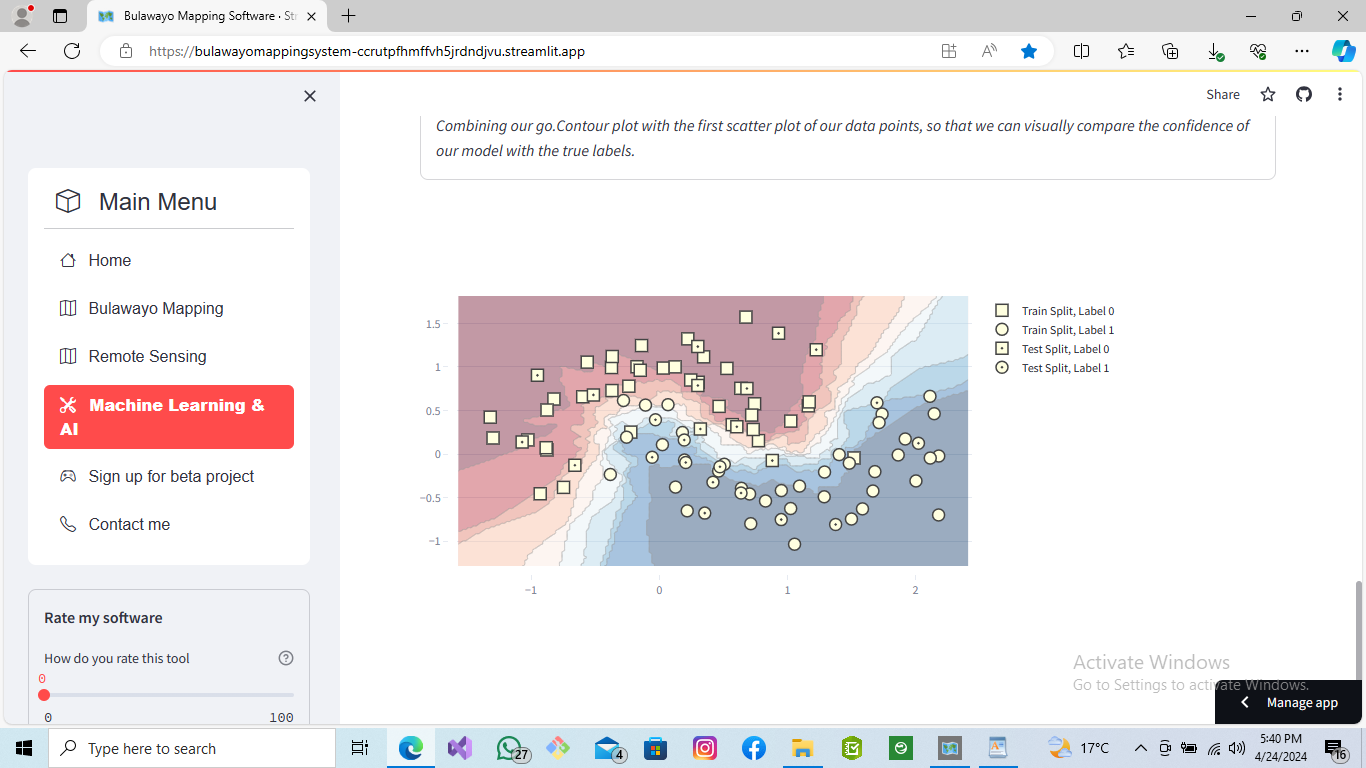 Bulawayo Mapping Software · Str
https://bulawayomappingsystem-ccrutpfhmffvh5jrdndjvu.streamlit.app
Share
Main Menu
Home
Bulawayo Mapping
Remote Sensing
Machine Learning &
AI
Sign up for beta project
Contact me
Rate my software
How do you rate this tool
0
0 100
Combining our go.Contour plot with the first scatter plot of our data points, so that we can visually compare the confidence of
our model with the true labels.
1.5
1
0.5
0
−0.5
−1
−1 0 1 2
Train Split, Label 0
Train Split, Label 1
Test Split, Label 0
Test Split, Label 1
Activate Windows
Go to Settings to activate Windows.
Manage app
Type here to search
27
4
17°C
5:40 PM
4/24/2024
16